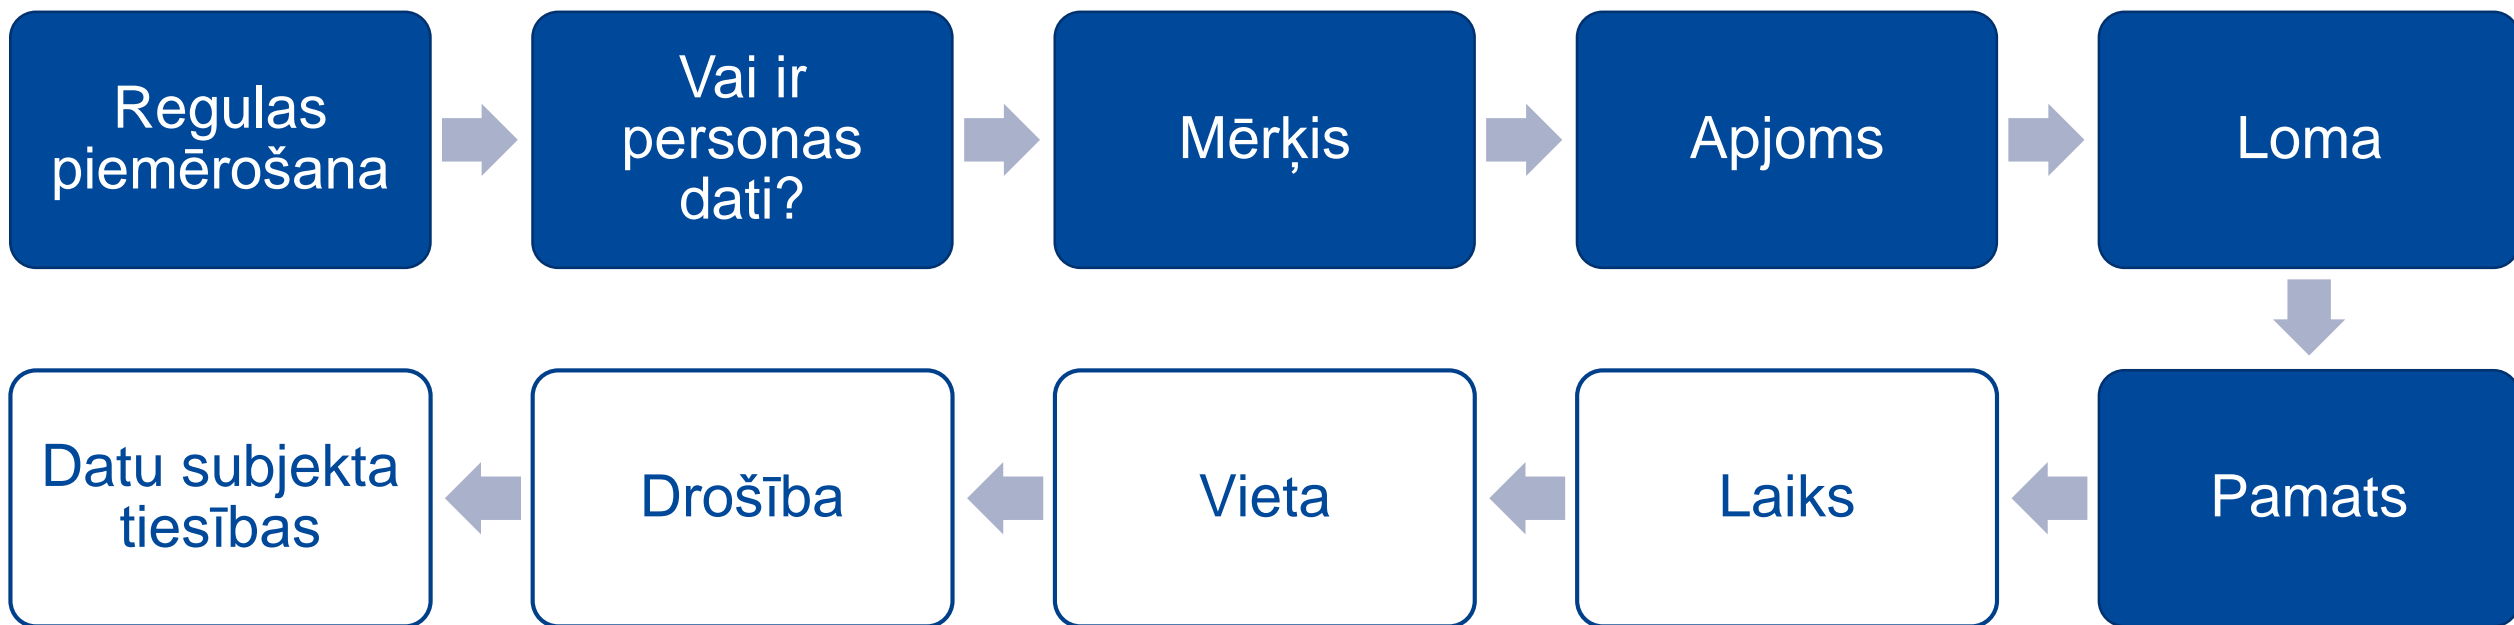 Regulas
piemērošana
Vai ir
personas
dati?
Mērķis
Apjoms
Loma
Pamats
Laiks
Vieta
Drošība
Datu subjekta
tiesības